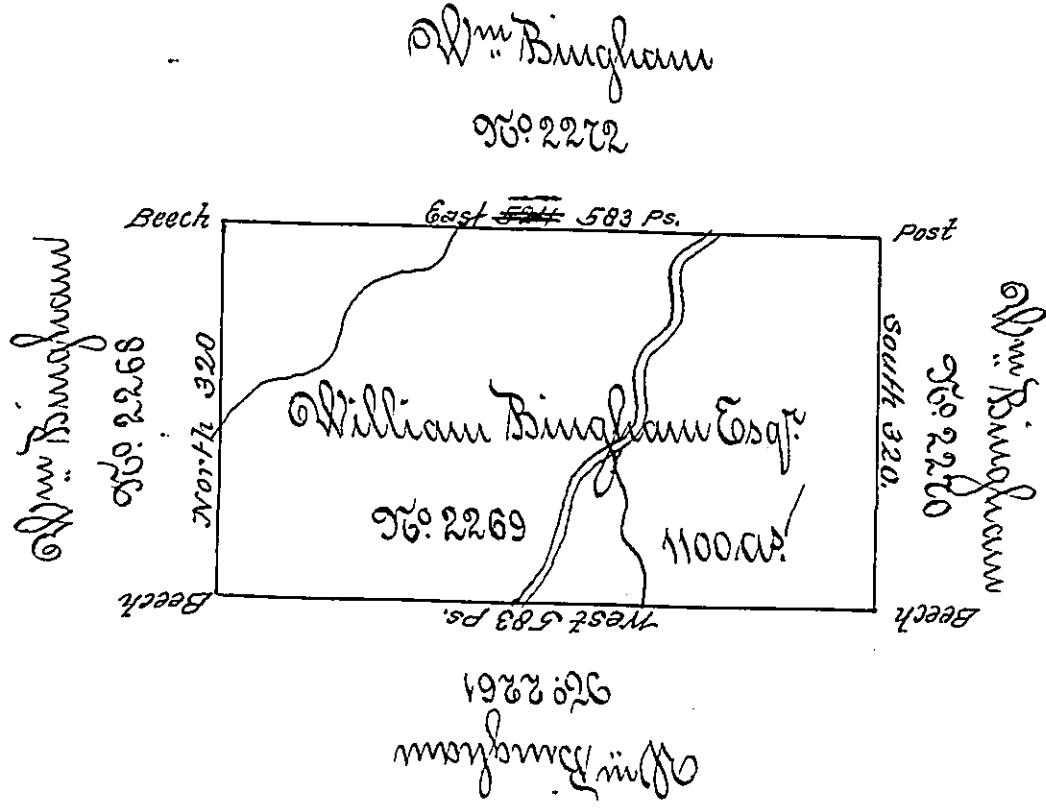 Wm Bingham
No. 2272
Beech
East 524 583 Ps.
Post
Wm Bingham
No. 2268
North 320
South 320.
No. 2270
Wm Bingham
William Bingham Esqr.
No. 2269
1100 as.
Beech
West 583 ps.
Beech
No. 2261
Wm Bingham